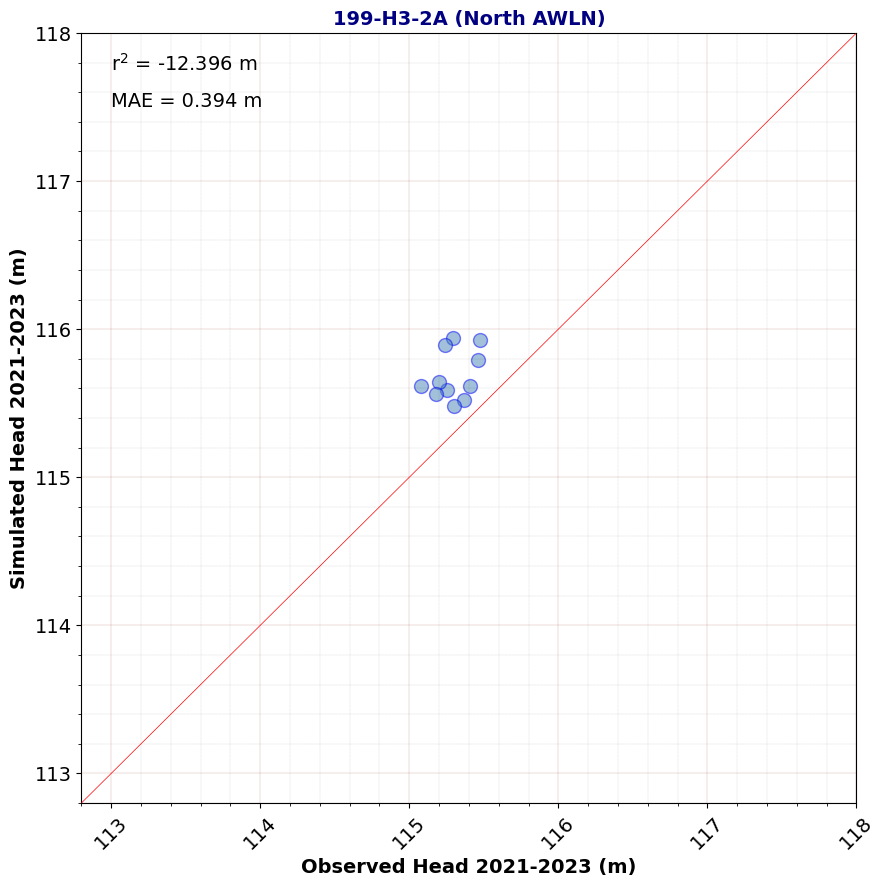 199-H3-2A (North AWLN)
r² = -12.396 m
MAE = 0.394 m
118
117
116
115
114
113
Simulated Head 2021-2023 (m)
113
114
115
116
117
118
Observed Head 2021-2023 (m)